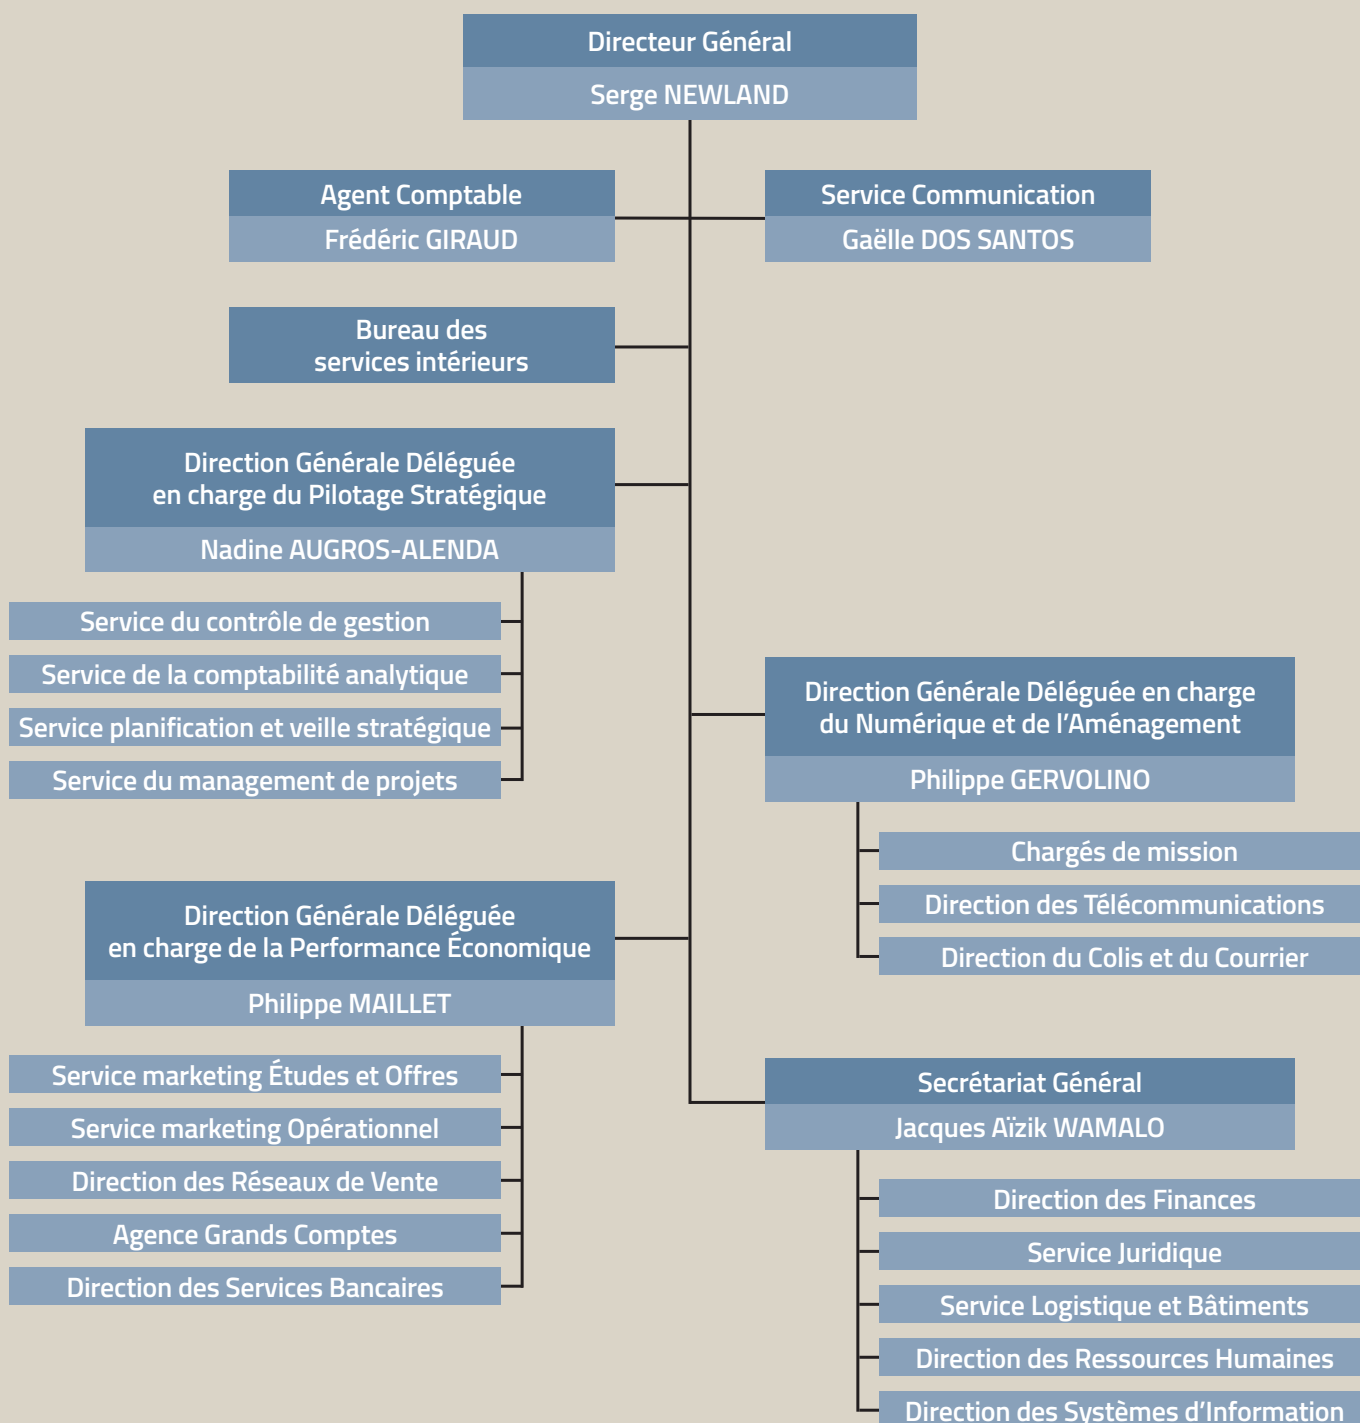 Directeur Général
Serge NEWLAND
Agent Comptable
Frédéric GIRAUD
Service Communication
Gaëlle DOS SANTOS
Bureau des
services intérieurs
Direction Générale Déléguée
en charge du Pilotage Stratégique
Nadine AUGROS-ALENDA
Service du contrôle de gestion
Service de la comptabilité analytique
Service planification et veille stratégique
Service du management de projets
Direction Générale Déléguée en charge
du Numérique et de l'Aménagement
Philippe GERVOLINO
Chargés de mission
Direction des Télécommunications
Direction du Colis et du Courrier
Direction Générale Déléguée
en charge de la Performance Économique
Philippe MAILLET
Service marketing Études et Offres
Service marketing Opérationnel
Direction des Réseaux de Vente
Agence Grands Comptes
Direction des Services Bancaires
Secrétariat Général
Jacques Aïzik WAMALO
Direction des Finances
Service Juridique
Service Logistique et Bâtiments
Direction des Ressources Humaines
Direction des Systèmes d'Information